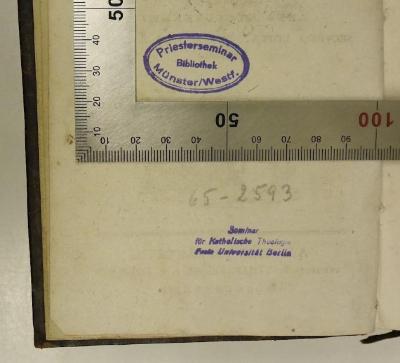 Priesterseminar
Bibliothek
Münster/Westf.
50
40
30
20
10
10 20 30 40 50 60 70 80 90 100
65-2593
Seminar
für Katholische Theologie
Freie Universität Berlin